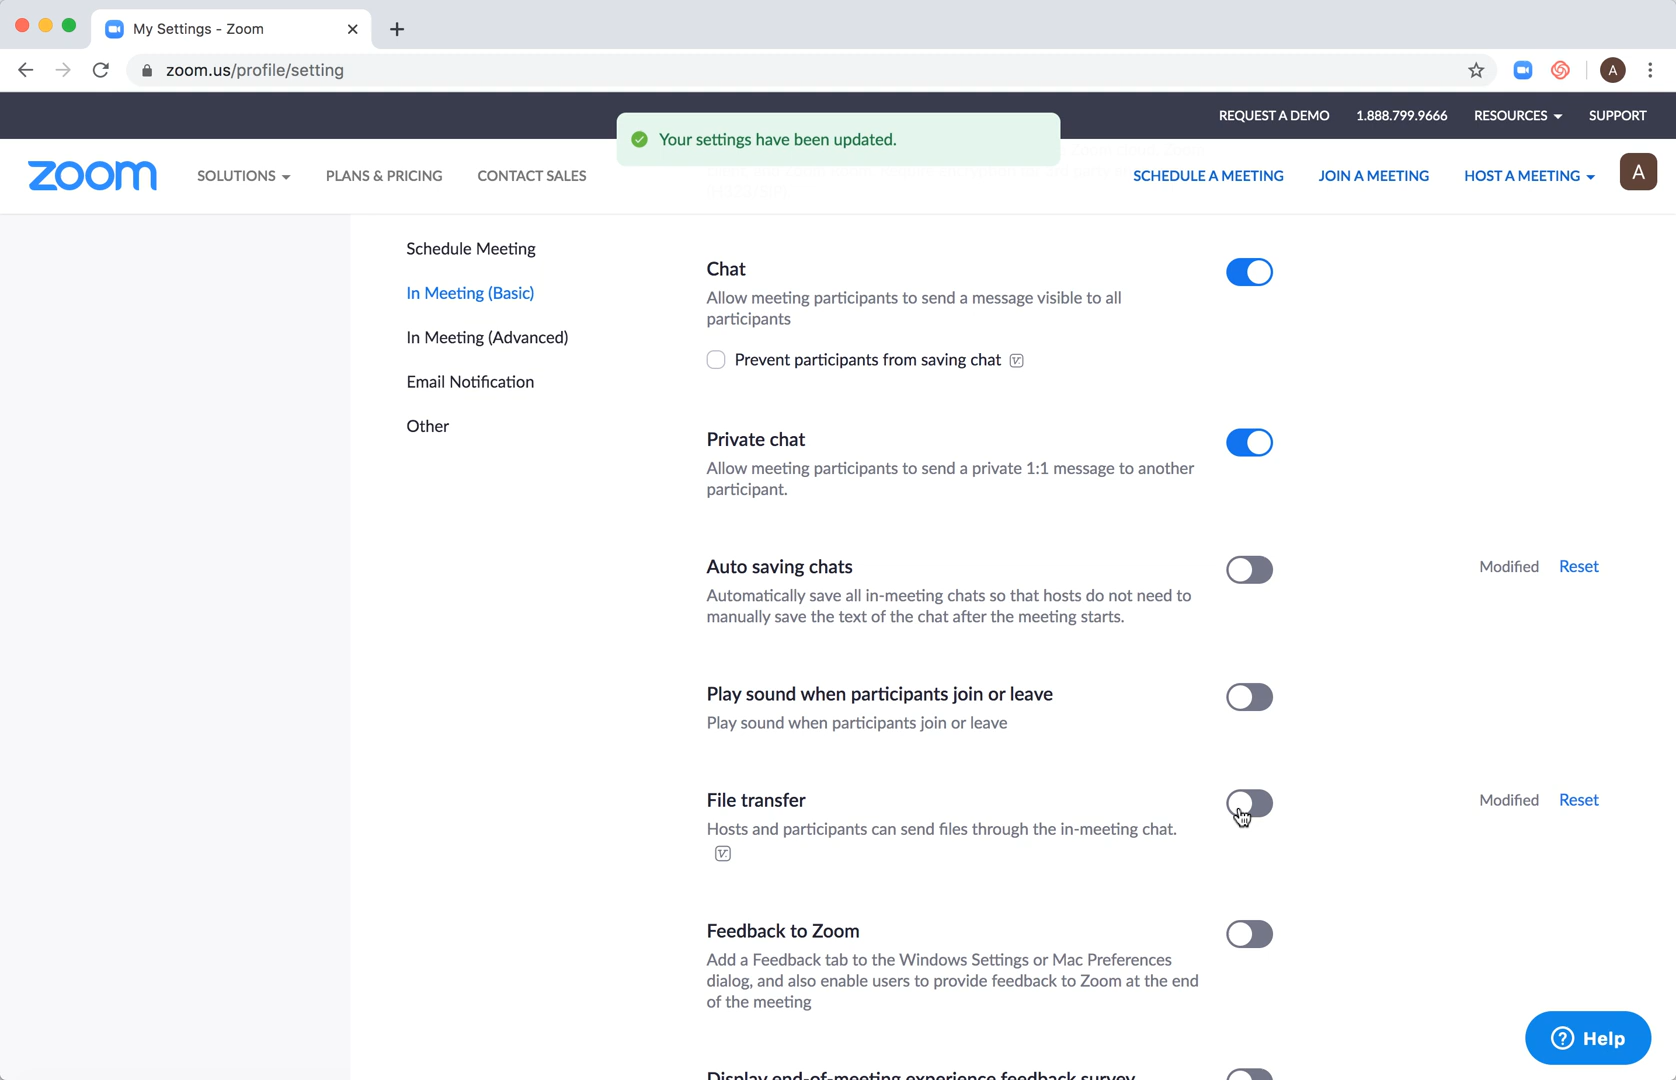 My Settings - Zoom
zoom.us/profile/setting
A
REQUEST A DEMO 1.888.799.9666 RESOURCES SUPPORT
Your settings have been updated.
zoom SOLUTIONS PLANS & PRICING CONTACT SALES SCHEDULE A MEETING JOIN A MEETING HOST A MEETING A
Schedule Meeting
In Meeting (Basic)
In Meeting (Advanced)
Email Notification
Other
Chat
Allow meeting participants to send a message visible to all
participants
Prevent participants from saving chat
Private chat
Allow meeting participants to send a private 1:1 message to another
participant.
Auto saving chats Modified Reset
Automatically save all in-meeting chats so that hosts do not need to
manually save the text of the chat after the meeting starts.
Play sound when participants join or leave
Play sound when participants join or leave
File transfer Modified Reset
Hosts and participants can send files through the in-meeting chat.
Feedback to Zoom
Add a Feedback tab to the Windows Settings or Mac Preferences
dialog, and also enable users to provide feedback to Zoom at the end
of the meeting
Display end-of-meeting experience feedback survey
Help